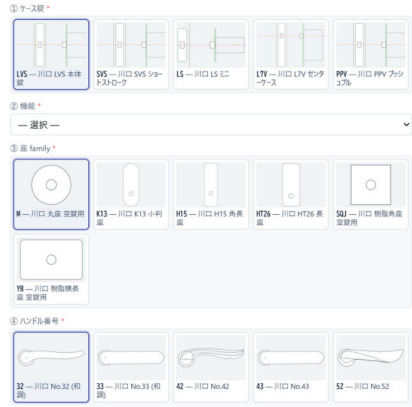 ① ケース錠 *
LVS — 川口 LVS 本体
錠
SVS — 川口 SVS ショー
トストローク
LS — 川口 LS ミニ
L7V — 川口 L7V センタ
ーケース
PPV — 川口 PPV プッシ
ュプル
② 機能 *
— 選択 —
③ 座 family *
M — 川口 丸座 空錠用
K13 — 川口 K13 小判
座
H15 — 川口 H15 角長
座
HT26 — 川口 HT26 長
座
SQJ — 川口 樹脂角座
空錠用
YB — 川口 樹脂横長
座 空錠用
④ ハンドル番号 *
32 — 川口 No.32 (和
調)
33 — 川口 No.33 (和
調)
42 — 川口 No.42
43 — 川口 No.43
52 — 川口 No.52